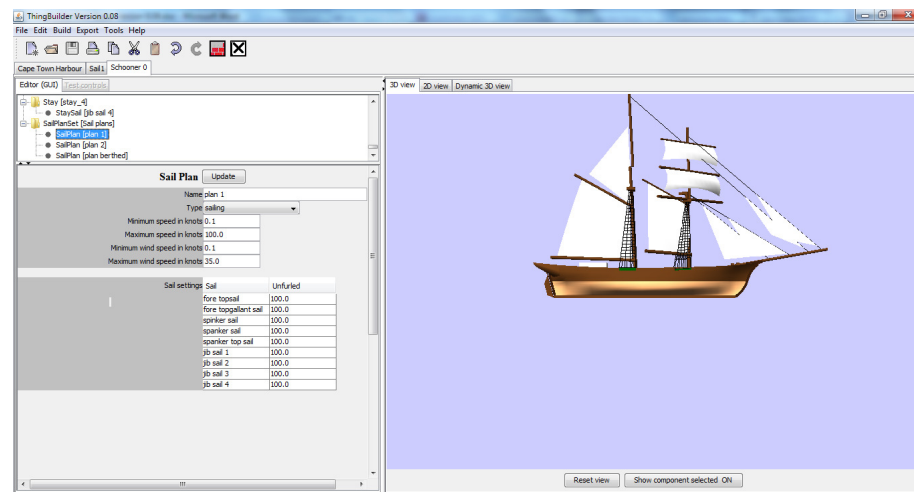 ThingBuilder Version 0.08
File Edit Build Export Tools Help
Cape Town Harbour Sail1 Schooner 0
Editor (GUI) Test controls
3D view 2D view Dynamic 3D view
Stay [stay_4]
StaySail [jib sail 4]
SailPlanSet [Sail plans]
SailPlan [plan 1]
SailPlan [plan 2]
SailPlan [plan berthed]
Sail Plan Update
Name plan 1
Type sailing
Minimum speed in knots 0.1
Maximum speed in knots 100.0
Minimum wind speed in knots 0.1
Maximum wind speed in knots 35.0
Sail settings Sail Unfurled
fore topsail 100.0
fore topgallant sail 100.0
spinker sail 100.0
spanker sail 100.0
spanker top sail 100.0
jib sail 1 100.0
jib sail 2 100.0
jib sail 3 100.0
jib sail 4 100.0
Reset view Show component selected ON